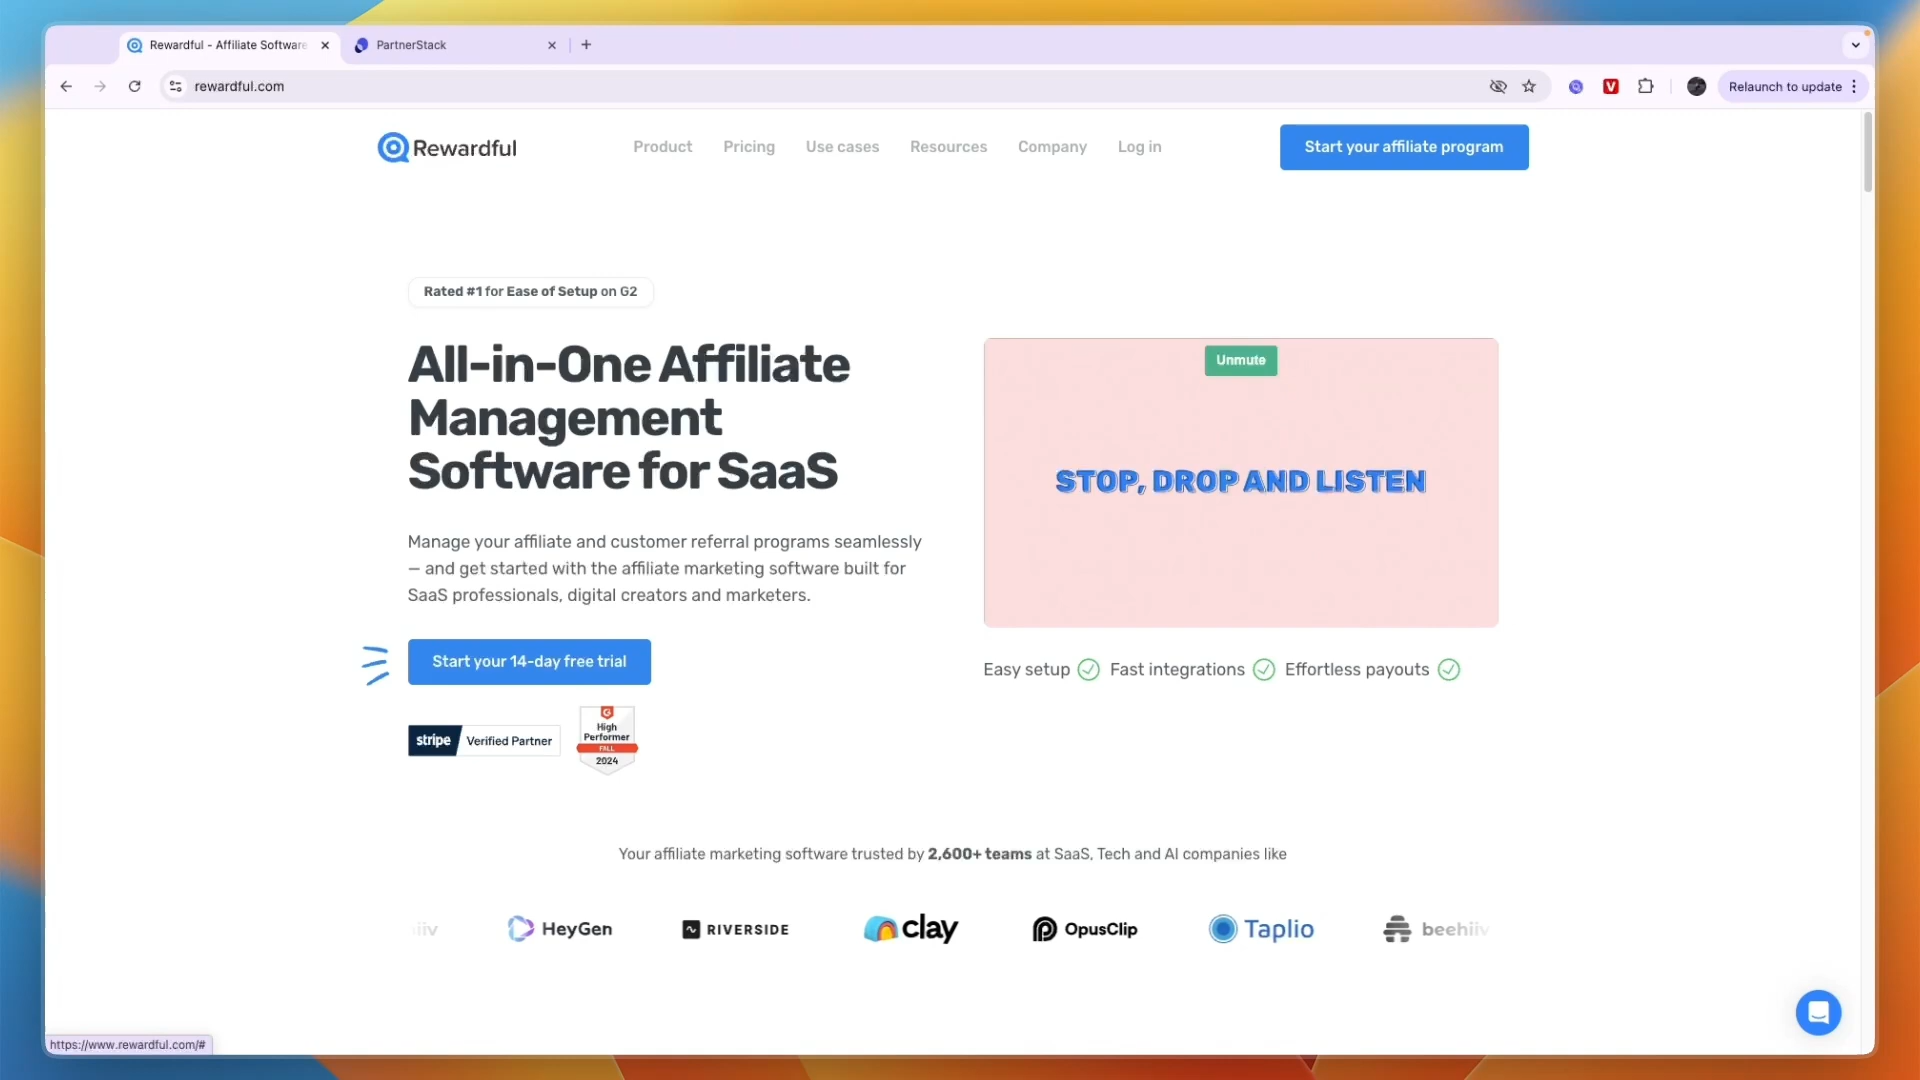 Rewardful - Affiliate Software
PartnerStack
rewardful.com
Relaunch to update
Rewardful
Product
Pricing
Use cases
Resources
Company
Log in
Start your affiliate program
Rated #1 for Ease of Setup on G2
All-in-One Affiliate
Management
Software for SaaS
Manage your affiliate and customer referral programs seamlessly
— and get started with the affiliate marketing software built for
SaaS professionals, digital creators and marketers.
Start your 14-day free trial
stripe Verified Partner
High
Performer
FALL
2024
Unmute
STOP, DROP AND LISTEN
Easy setup
Fast integrations
Effortless payouts
Your affiliate marketing software trusted by 2,600+ teams at SaaS, Tech and AI companies like
iiv
HeyGen
RIVERSIDE
clay
OpusClip
Taplio
beehiiv
https://www.rewardful.com/#